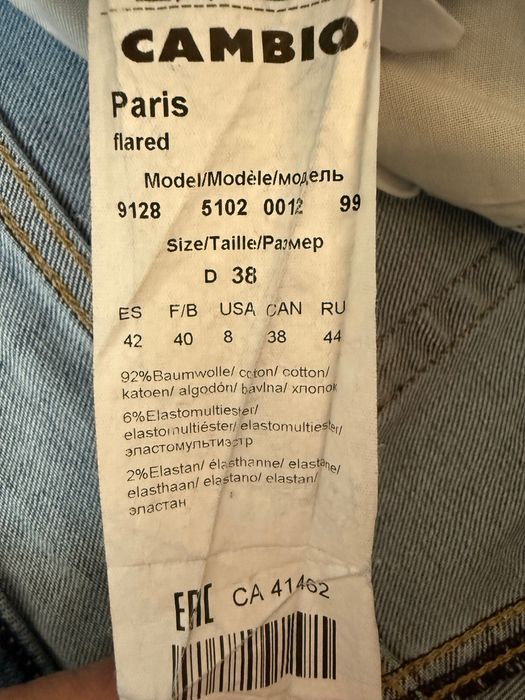 CAMBIO
Paris
flared
Model/Modèle/модель
9128 5102 0012 99
Size/Taille/Размер
D 38
ES F/B USA CAN RU
42 40 8 38 44
92%Baumwolle/ coton/ cotton/
katoen/ algodón/ bavlna/ хлопок
6%Elastomultiester/
elastomultiéster/ elastomultiester/
эластомультиэстр
2%Elastan/ élasthanne/ elastane/
elasthaan/ elastano/ elastan/
эластан
EAC CA 41462